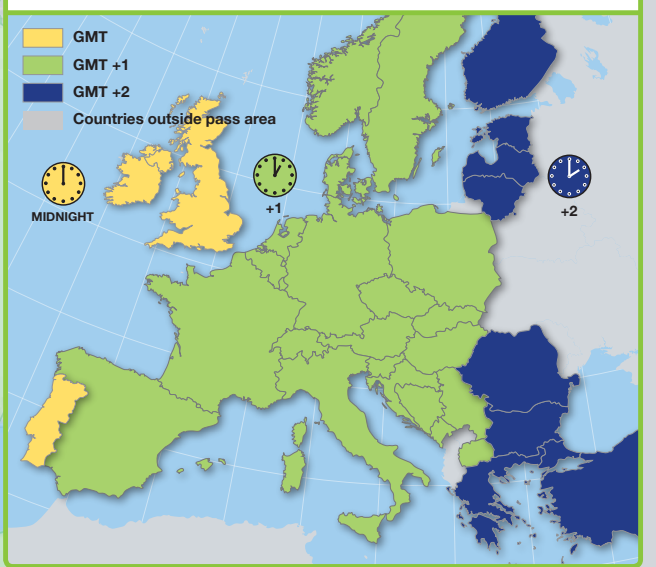 GMT
GMT +1
GMT +2
Countries outside pass area
MIDNIGHT
+1
+2